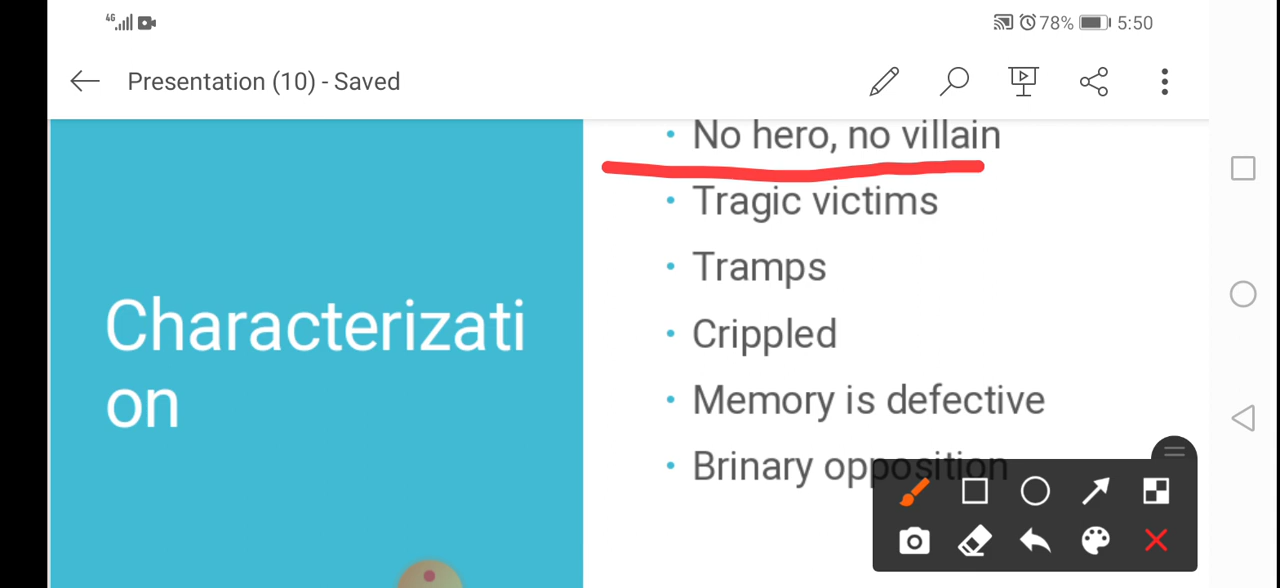 4G 78% 5:50
Presentation (10) - Saved
• No hero, no villain
• Tragic victims
• Tramps
Characterizati
on
• Crippled
• Memory is defective
• Brinary opposition